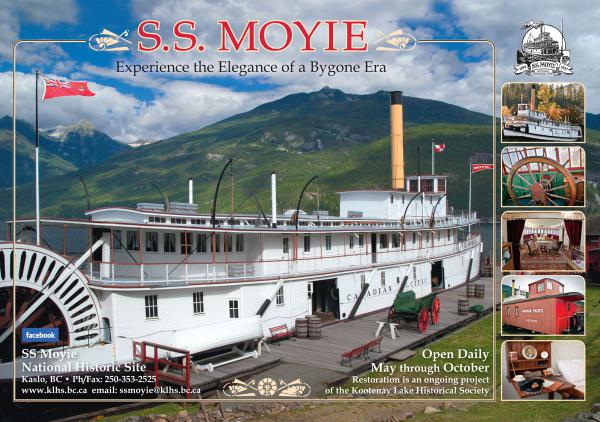 S.S. MOYIE
Experience the Elegance of a Bygone Era
S.S. MOYIE
CANADIAN PACIFIC
facebook
SS Moyie
National Historic Site
Kaslo, BC • Ph/Fax: 250-353-2525
www.klhs.bc.ca email: ssmoyie@klhs.bc.ca
Open Daily
May through October
Restoration is an ongoing project
of the Kootenay Lake Historical Society